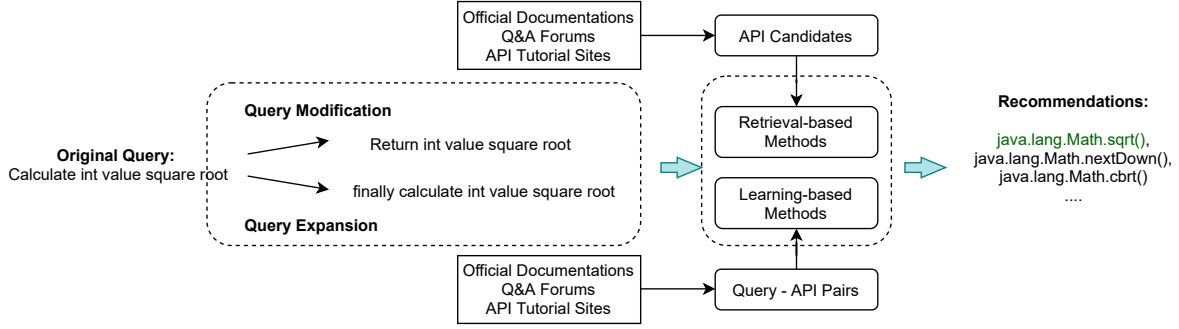 Official Documentations
Q&A Forums
API Tutorial Sites
API Candidates
Query Modification
Return int value square root
Original Query:
Calculate int value square root
finally calculate int value square root
Query Expansion
Retrieval-based
Methods
Learning-based
Methods
Recommendations:
java.lang.Math.sqrt(),
java.lang.Math.nextDown(),
java.lang.Math.cbrt()
....
Official Documentations
Q&A Forums
API Tutorial Sites
Query - API Pairs